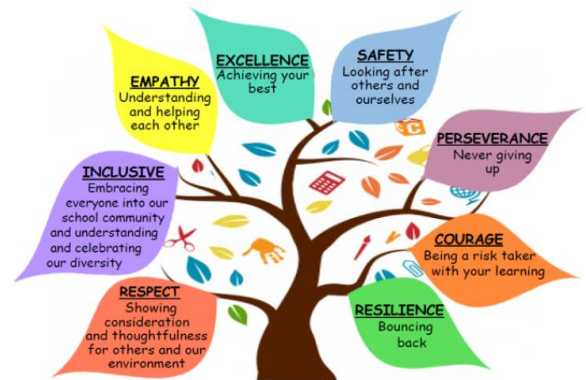 EXCELLENCE
Achieving your
best
SAFETY
Looking after
others and
ourselves
EMPATHY
Understanding
and helping
each other
PERSEVERANCE
Never giving
up
INCLUSIVE
Embracing
everyone into our
school community
and understanding
and celebrating
our diversity
COURAGE
Being a risk taker
with your learning
RESPECT
Showing
consideration
and thoughtfulness
for others and our
environment
RESILIENCE
Bouncing
back
C